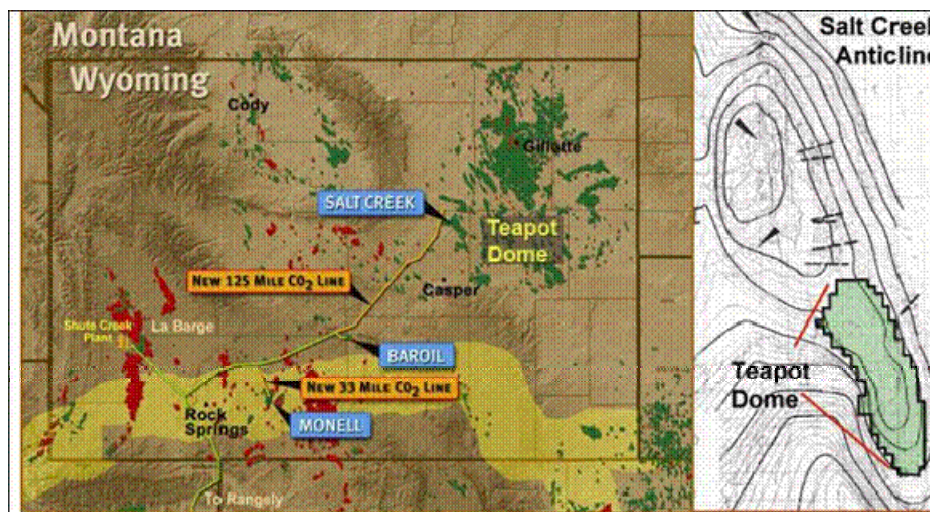 Montana
Wyoming
Cody
Gillette
SALT CREEK
Teapot
Dome
NEW 125 MILE CO₂ LINE
Casper
Shute Creek
Plant
La Barge
BAROIL
NEW 33 MILE CO₂ LINE
Rock
Springs
MONELL
To Rangely
Salt Creek
Anticline
Teapot
Dome